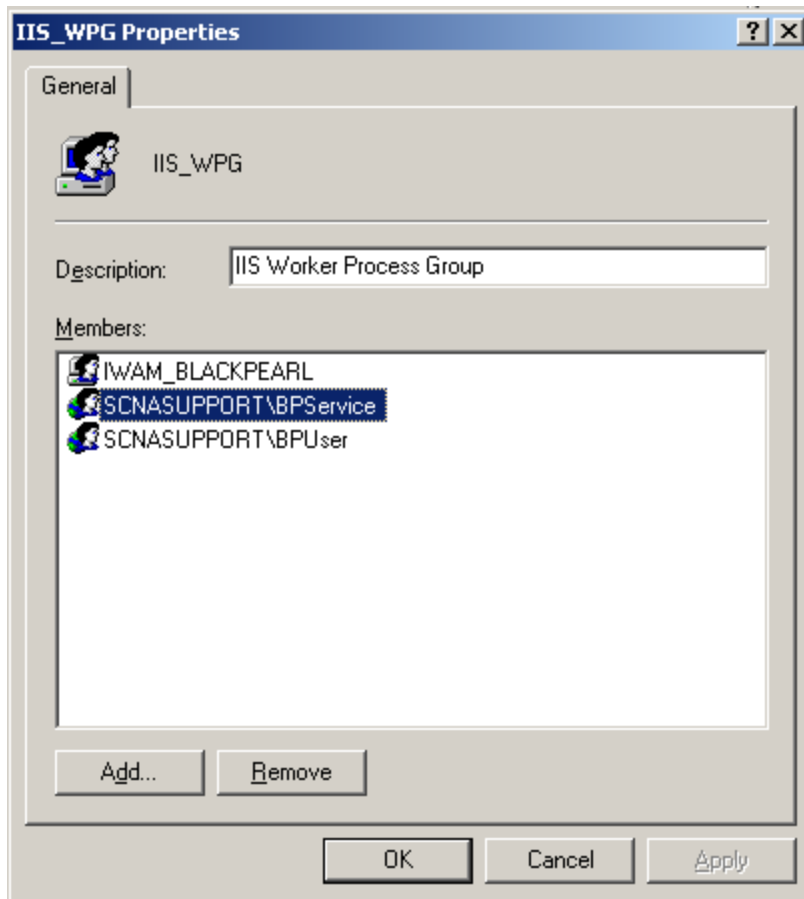 IIS_WPG Properties
General
IIS_WPG
Description: IIS Worker Process Group
Members:
IWAM_BLACKPEARL
SCNASUPPORT\BPService
SCNASUPPORT\BPUser
Add... Remove
OK Cancel Apply